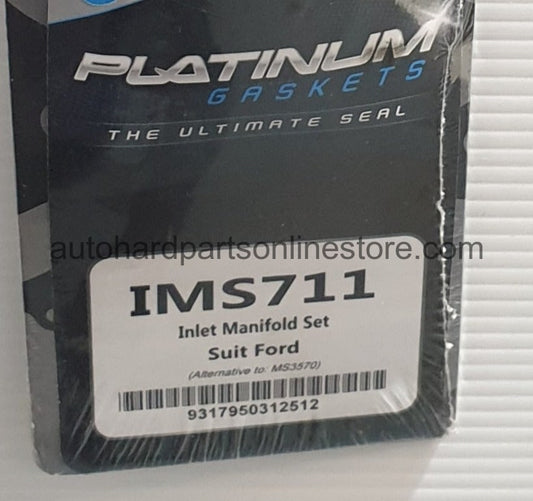 PLATINUM
GASKETS
THE ULTIMATE SEAL
autohardpartsonlinestore.com
IMS711
Inlet Manifold Set
Suit Ford
(Alternative to: MS3570)
9317950312512